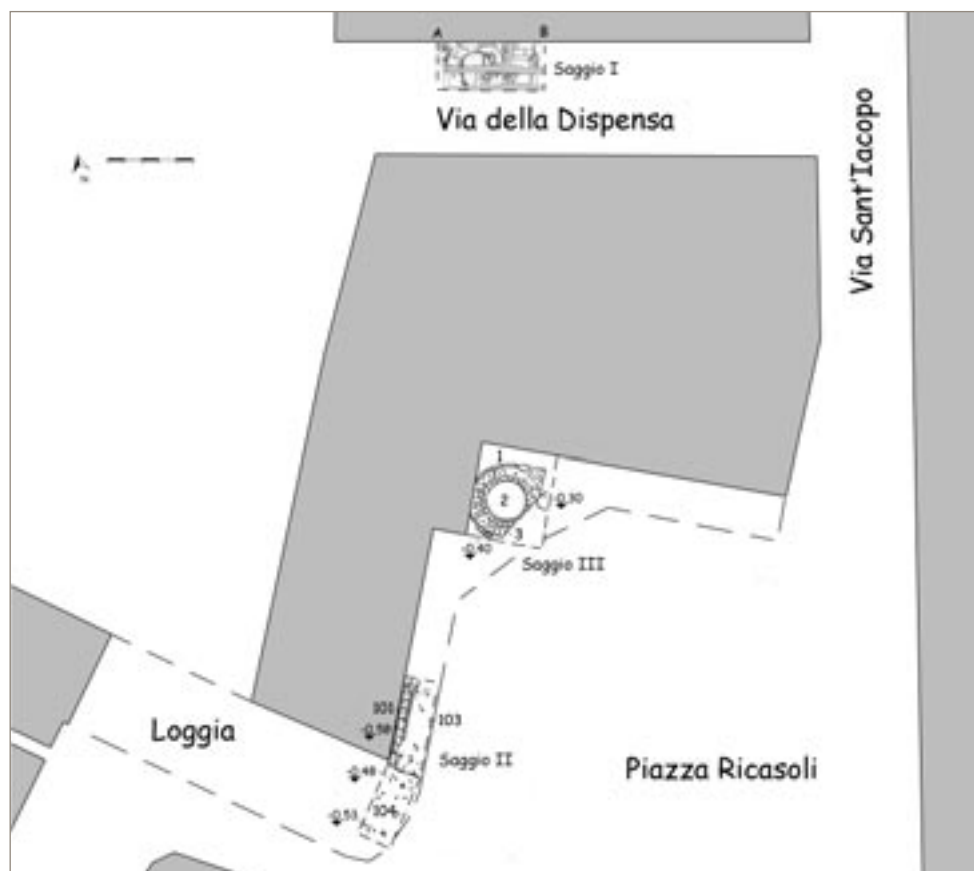 A B
Saggio I
Via della Dispensa
Via Sant'Iacopo
1
2
-0,30
3
-0,40
Saggio III
101
103
-0,58
Loggia
Saggio II
Piazza Ricasoli
-0,48
104
-0,53